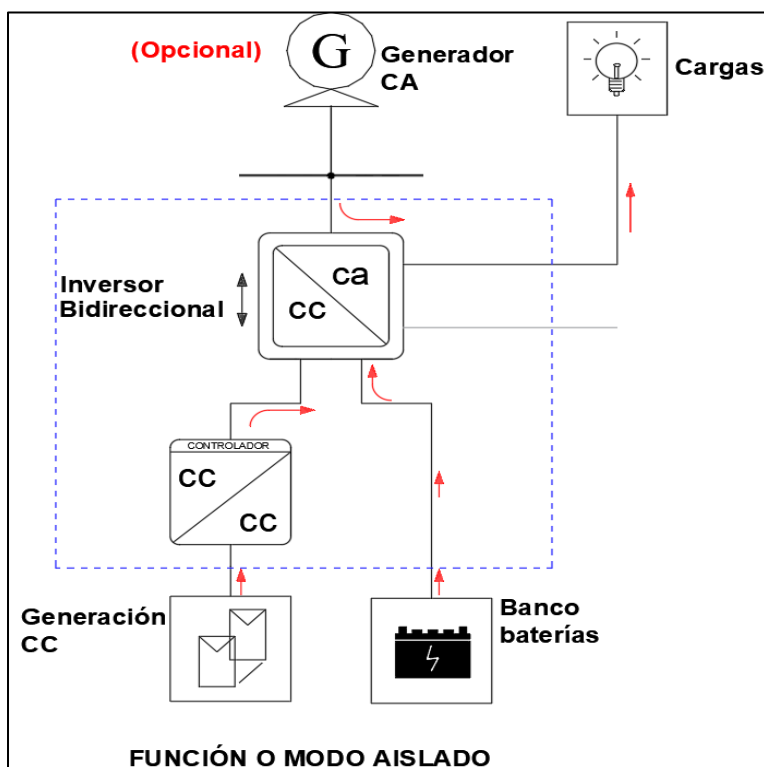 (Opcional)
G
Generador
CA
Cargas
Inversor
Bidireccional
ca
cc
CONTROLADOR
cc
cc
Generación
CC
Banco
baterías
FUNCIÓN O MODO AISLADO